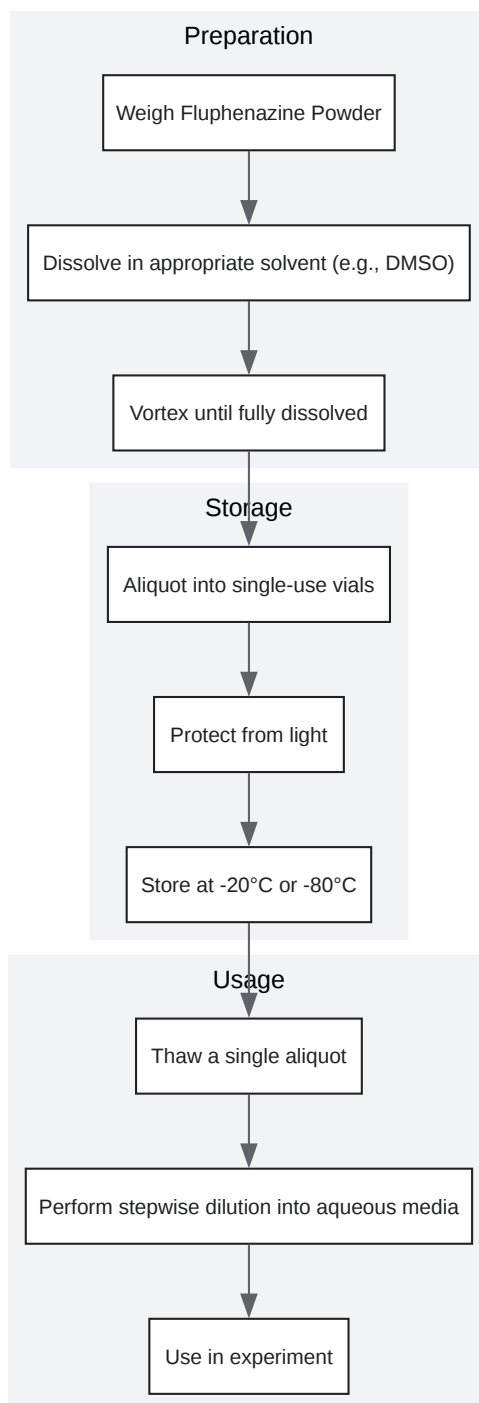 Preparation
Weigh Fluphenazine Powder
Dissolve in appropriate solvent (e.g., DMSO)
Vortex until fully dissolved
Storage
Aliquot into single-use vials
Protect from light
Store at -20°C or -80°C
Usage
Thaw a single aliquot
Perform stepwise dilution into aqueous media
Use in experiment